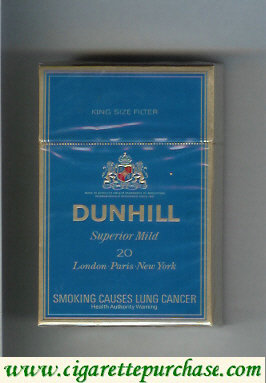 KING SIZE FILTER
DUNHILL
Superior Mild
20
London·Paris·New York
SMOKING CAUSES LUNG CANCER
Health Authority Warning
www.cigarettepurchase.com